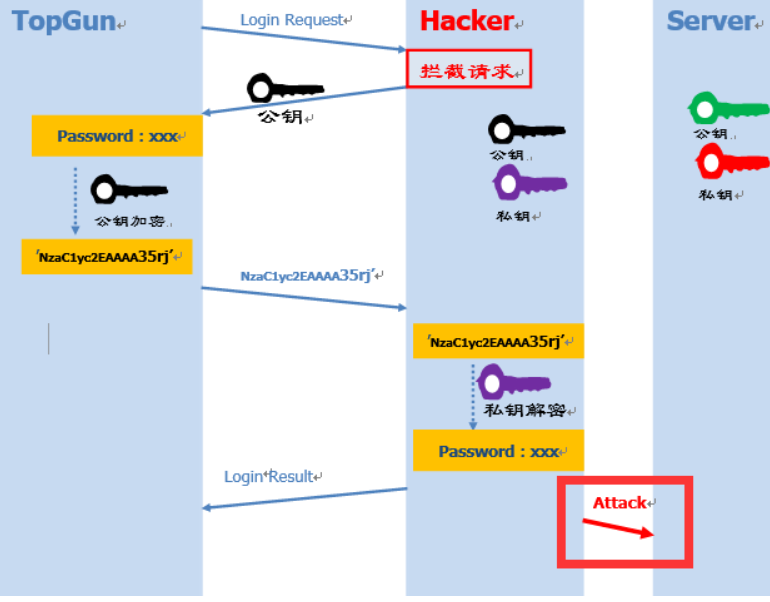 TopGun
Login Request
Hacker
Server
拦截请求
公钥
Password : xxx
公钥
私钥
公钥
私钥
公钥加密
'NzaC1yc2EAAAA35rj'
NzaC1yc2EAAAA35rj'
'NzaC1yc2EAAAA35rj'
私钥解密
Password : xxx
Login Result
Attack